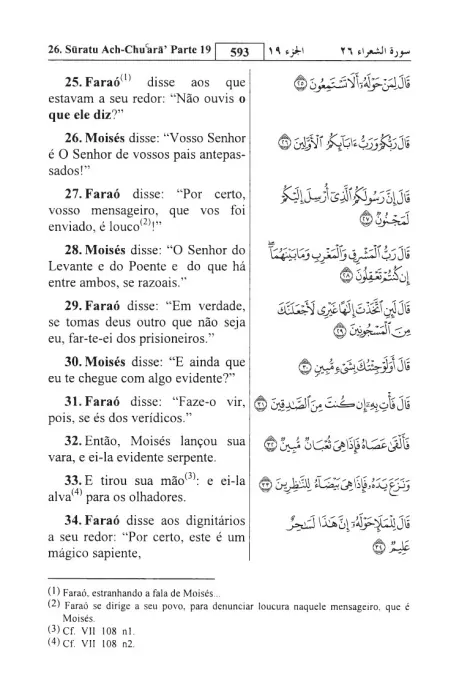 26. Sūratu Ach-Chuʿarāʼ Parte 19 593 الجزء ١٩ سورة الشعراء ٢٦
25. Faraó(1) disse aos que
estavam a seu redor: “Não ouvis o
que ele diz?”
قَالَ لِمَنْ حَوْلَهُۥٓ أَلَا تَسْتَمِعُونَ ٢٥
26. Moisés disse: “Vosso Senhor
é O Senhor de vossos pais antepas-
sados!”
قَالَ رَبُّكُمْ وَرَبُّ ءَابَآئِكُمُ ٱلْأَوَّلِينَ ٢٦
27. Faraó disse: “Por certo,
vosso mensageiro, que vos foi
enviado, é louco(2)!”
قَالَ إِنَّ رَسُولَكُمُ ٱلَّذِىٓ أُرْسِلَ إِلَيْكُمْ
لَمَجْنُونٌ ٢٧
28. Moisés disse: “O Senhor do
Levante e do Poente e do que há
entre ambos, se razoais.”
قَالَ رَبُّ ٱلْمَشْرِقِ وَٱلْمَغْرِبِ وَمَا بَيْنَهُمَآ
إِن كُنتُمْ تَعْقِلُونَ ٢٨
29. Faraó disse: “Em verdade,
se tomas deus outro que não seja
eu, far-te-ei dos prisioneiros.”
قَالَ لَئِنِ ٱتَّخَذْتَ إِلَٰهًا غَيْرِى لَأَجْعَلَنَّكَ
مِنَ ٱلْمَسْجُونِينَ ٢٩
30. Moisés disse: “E ainda que
eu te chegue com algo evidente?”
قَالَ أَوَلَوْ جِئْتُكَ بِشَىْءٍ مُّبِينٍ ٣٠
31. Faraó disse: “Faze-o vir,
pois, se és dos verídicos.”
قَالَ فَأْتِ بِهِۦٓ إِن كُنتَ مِنَ ٱلصَّٰدِقِينَ ٣١
32. Então, Moisés lançou sua
vara, e ei-la evidente serpente.
فَأَلْقَىٰ عَصَاهُ فَإِذَا هِىَ ثُعْبَانٌ مُّبِينٌ ٣٢
33. E tirou sua mão(3): e ei-la
alva(4) para os olhadores.
وَنَزَعَ يَدَهُۥ فَإِذَا هِىَ بَيْضَآءُ لِلنَّٰظِرِينَ ٣٣
34. Faraó disse aos dignitários
a seu redor: “Por certo, este é um
mágico sapiente,
قَالَ لِلْمَلَإِ حَوْلَهُۥٓ إِنَّ هَٰذَا لَسَٰحِرٌ
عَلِيمٌ ٣٤
(1) Faraó, estranhando a fala de Moisés...
(2) Faraó se dirige a seu povo, para denunciar loucura naquele mensageiro, que é
Moisés.
(3) Cf. VII 108 n1.
(4) Cf. VII 108 n2.